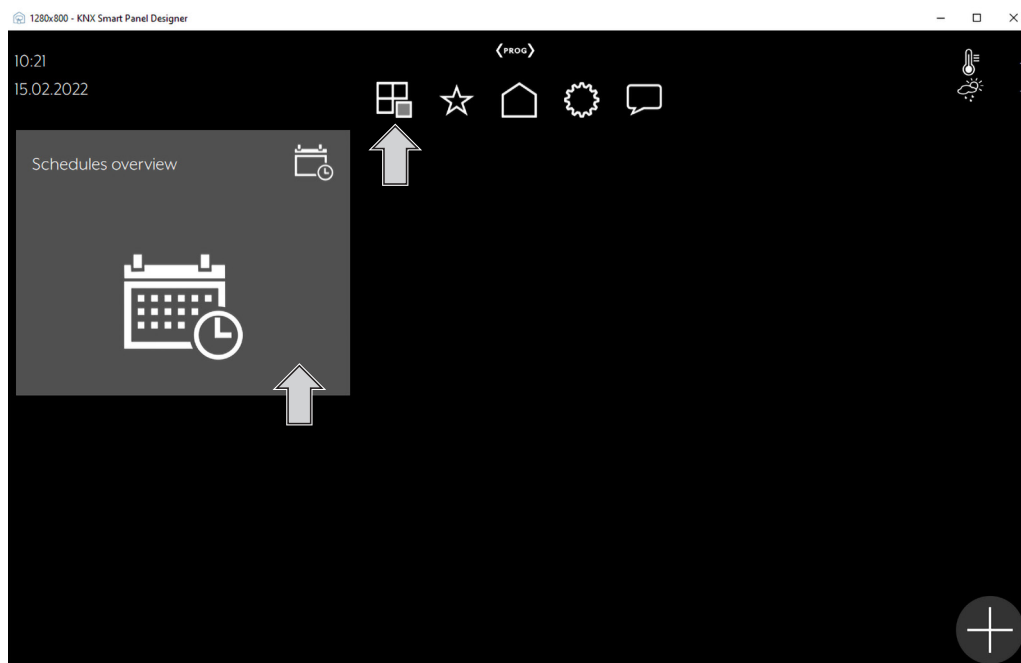 1280x800 - KNX Smart Panel Designer
10:21
(PROG)
15.02.2022
Schedules overview